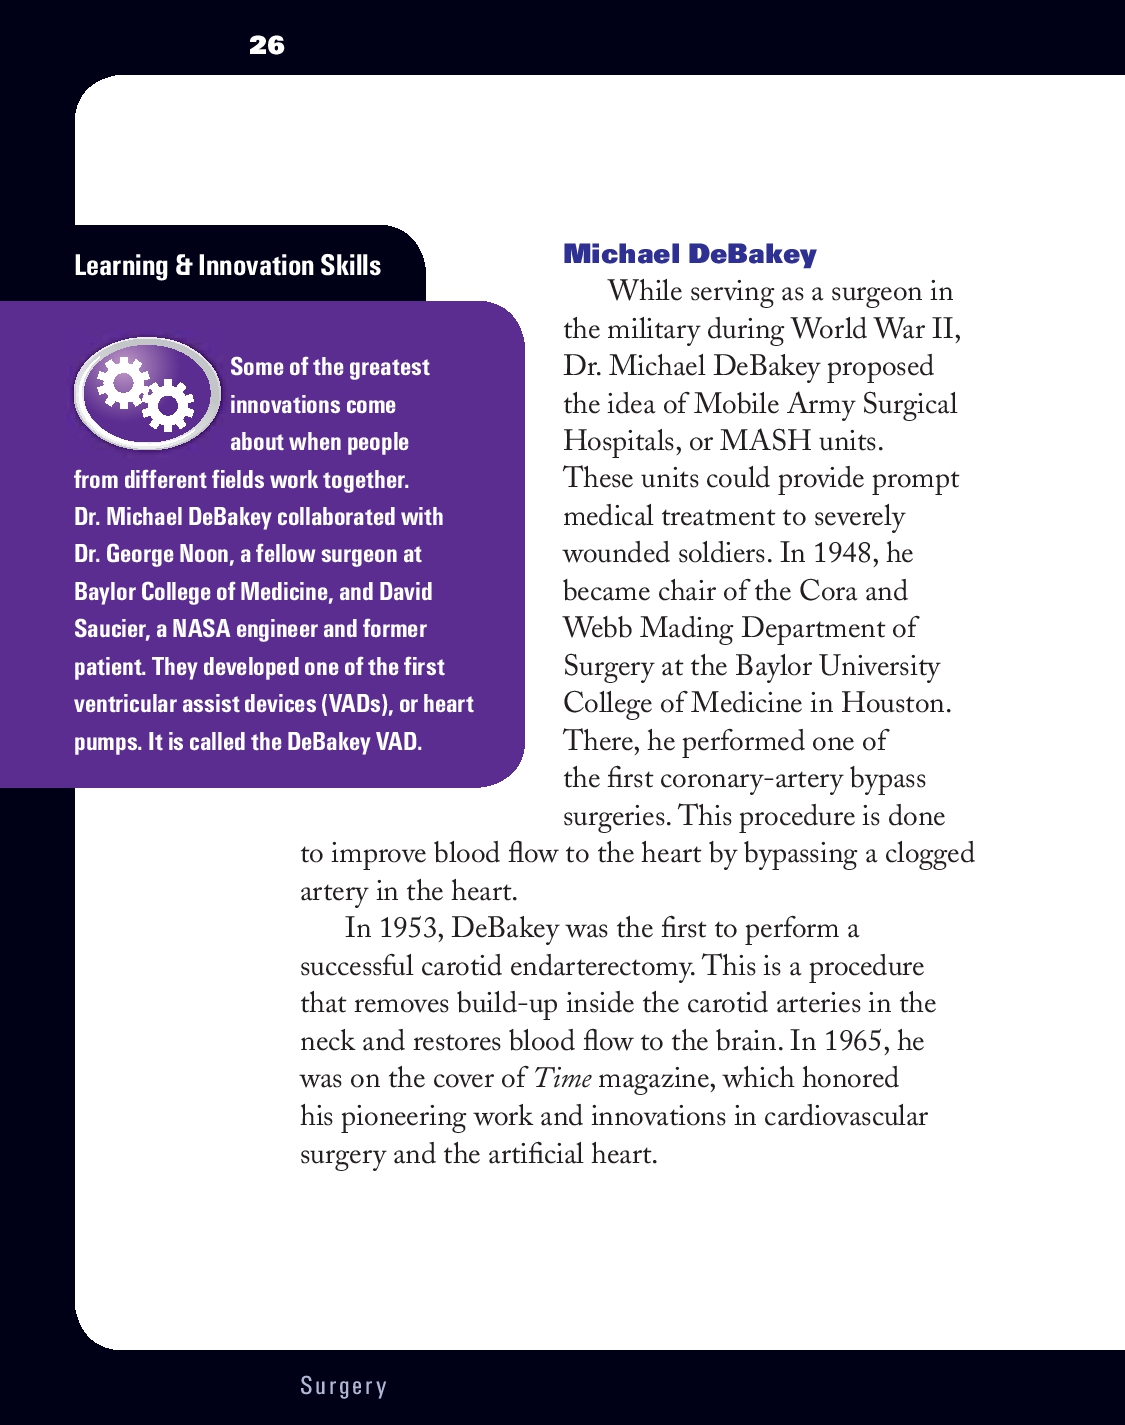 26
Learning & Innovation Skills
Some of the greatest
innovations come
about when people
from different fields work together.
Dr. Michael DeBakey collaborated with
Dr. George Noon, a fellow surgeon at
Baylor College of Medicine, and David
Saucier, a NASA engineer and former
patient. They developed one of the first
ventricular assist devices (VADs), or heart
pumps. It is called the DeBakey VAD.
Michael DeBakey
While serving as a surgeon in
the military during World War II,
Dr. Michael DeBakey proposed
the idea of Mobile Army Surgical
Hospitals, or MASH units.
These units could provide prompt
medical treatment to severely
wounded soldiers. In 1948, he
became chair of the Cora and
Webb Mading Department of
Surgery at the Baylor University
College of Medicine in Houston.
There, he performed one of
the first coronary-artery bypass
surgeries. This procedure is done
to improve blood flow to the heart by bypassing a clogged
artery in the heart.
In 1953, DeBakey was the first to perform a
successful carotid endarterectomy. This is a procedure
that removes build-up inside the carotid arteries in the
neck and restores blood flow to the brain. In 1965, he
was on the cover of Time magazine, which honored
his pioneering work and innovations in cardiovascular
surgery and the artificial heart.
Surgery